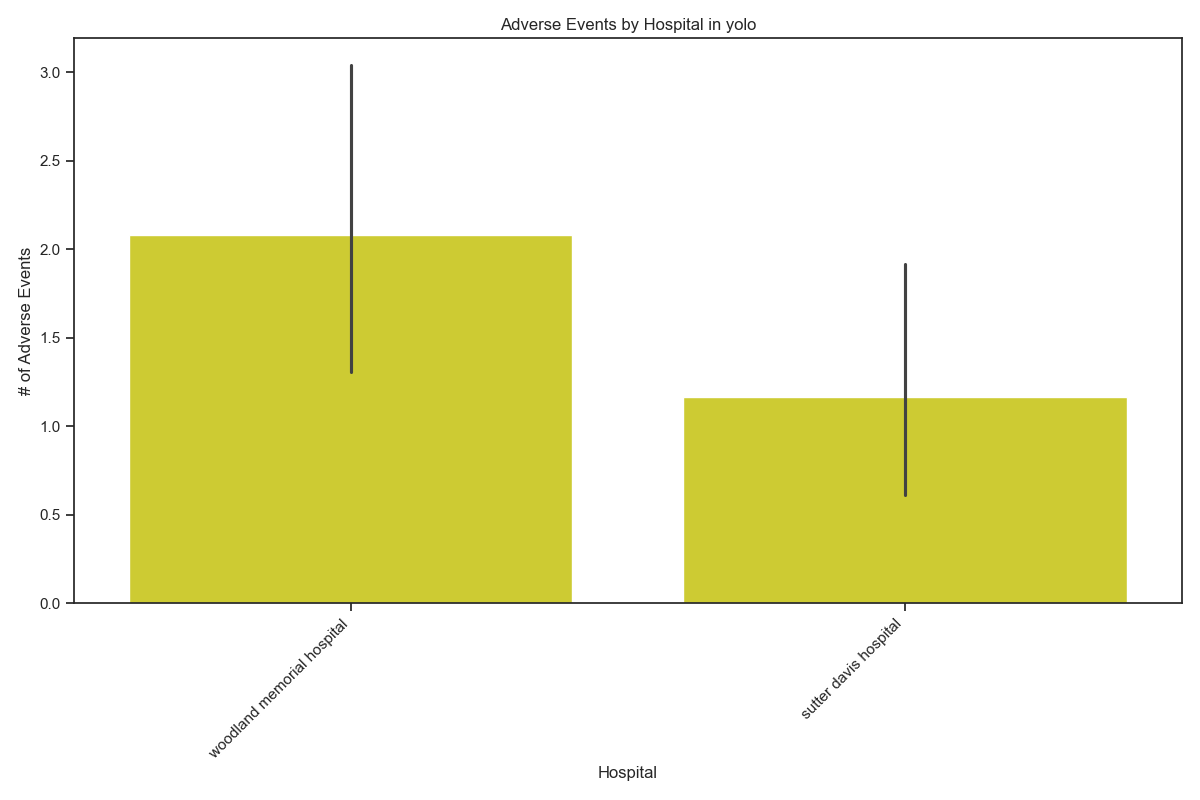 Adverse Events by Hospital in yolo
# of Adverse Events
3.0
2.5
2.0
1.5
1.0
0.5
0.0
woodland memorial hospital
sutter davis hospital
Hospital